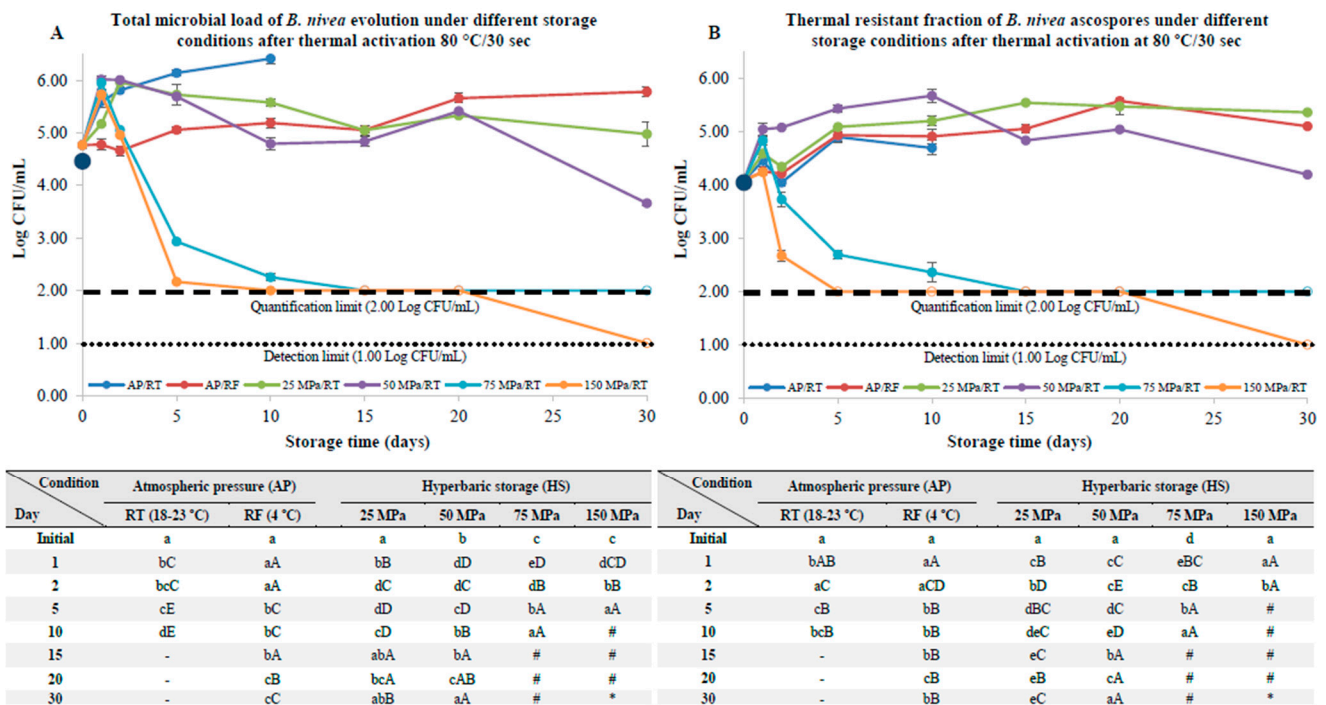 A
Total microbial load of B. nivea evolution under different storage
conditions after thermal activation 80 °C/30 sec
6.00
5.00
4.00
3.00
2.00
1.00
0.00
Log CFU/mL
Quantification limit (2.00 Log CFU/mL)
Detection limit (1.00 Log CFU/mL)
AP/RT AP/RF 25 MPa/RT 50 MPa/RT 75 MPa/RT 150 MPa/RT
0 5 10 15 20 25 30
Storage time (days)
B
Thermal resistant fraction of B. nivea ascospores under different
storage conditions after thermal activation at 80 °C/30 sec
6.00
5.00
4.00
3.00
2.00
1.00
0.00
Log CFU/mL
Quantification limit (2.00 Log CFU/mL)
Detection limit (1.00 Log CFU/mL)
AP/RT AP/RF 25 MPa/RT 50 MPa/RT 75 MPa/RT 150 MPa/RT
0 5 10 15 20 25 30
Storage time (days)
Condition Atmospheric pressure (AP) Hyperbaric storage (HS)
Day RT (18-23 °C) RF (4 °C) 25 MPa 50 MPa 75 MPa 150 MPa
Initial a a a b c c
1 bC aA bB dD eD dCD
2 bcC aA dC dC dB bB
5 cE bC dD cD bA aA
10 dE bC cD bB aA #
15 - bA abA bA # #
20 - cB bcA cAB # #
30 - cC abB aA # *
Condition Atmospheric pressure (AP) Hyperbaric storage (HS)
Day RT (18-23 °C) RF (4 °C) 25 MPa 50 MPa 75 MPa 150 MPa
Initial a a a a d a
1 bAB aA cB cC eBC aA
2 aC aCD bD cE cB bA
5 cB bB dBC dC bA #
10 bcB bB deC eD aA #
15 - bB eC bA # #
20 - cB eB cA # #
30 - bB eC aA # *